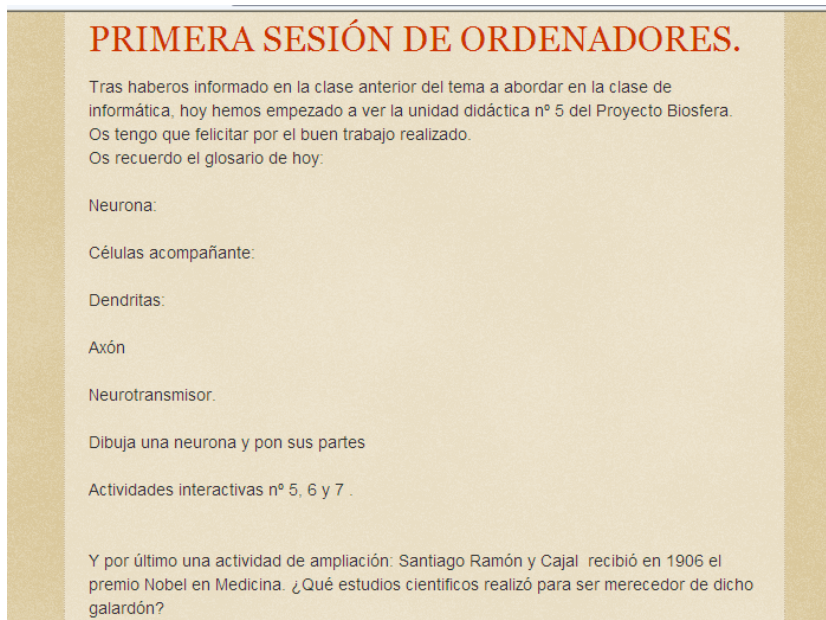 PRIMERA SESIÓN DE ORDENADORES.
Tras haberos informado en la clase anterior del tema a abordar en la clase de
informática, hoy hemos empezado a ver la unidad didáctica nº 5 del Proyecto Biosfera.
Os tengo que felicitar por el buen trabajo realizado.
Os recuerdo el glosario de hoy:
Neurona:
Células acompañante:
Dendritas:
Axón
Neurotransmisor.
Dibuja una neurona y pon sus partes
Actividades interactivas nº 5, 6 y 7 .
Y por último una actividad de ampliación: Santiago Ramón y Cajal  recibió en 1906 el
premio Nobel en Medicina. ¿Qué estudios cientificos realizó para ser merecedor de dicho
galardón?